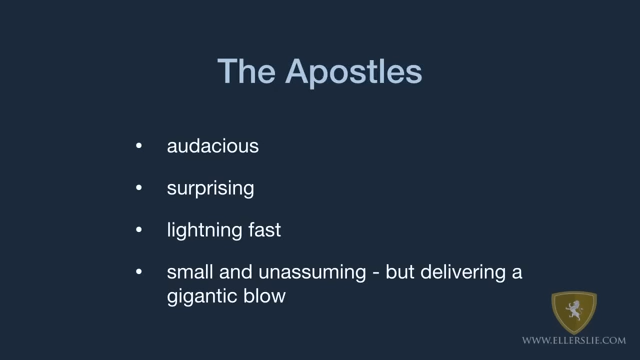 The Apostles
• audacious
• surprising
• lightning fast
• small and unassuming - but delivering a
gigantic blow
WWW.ELLERSLIE.COM